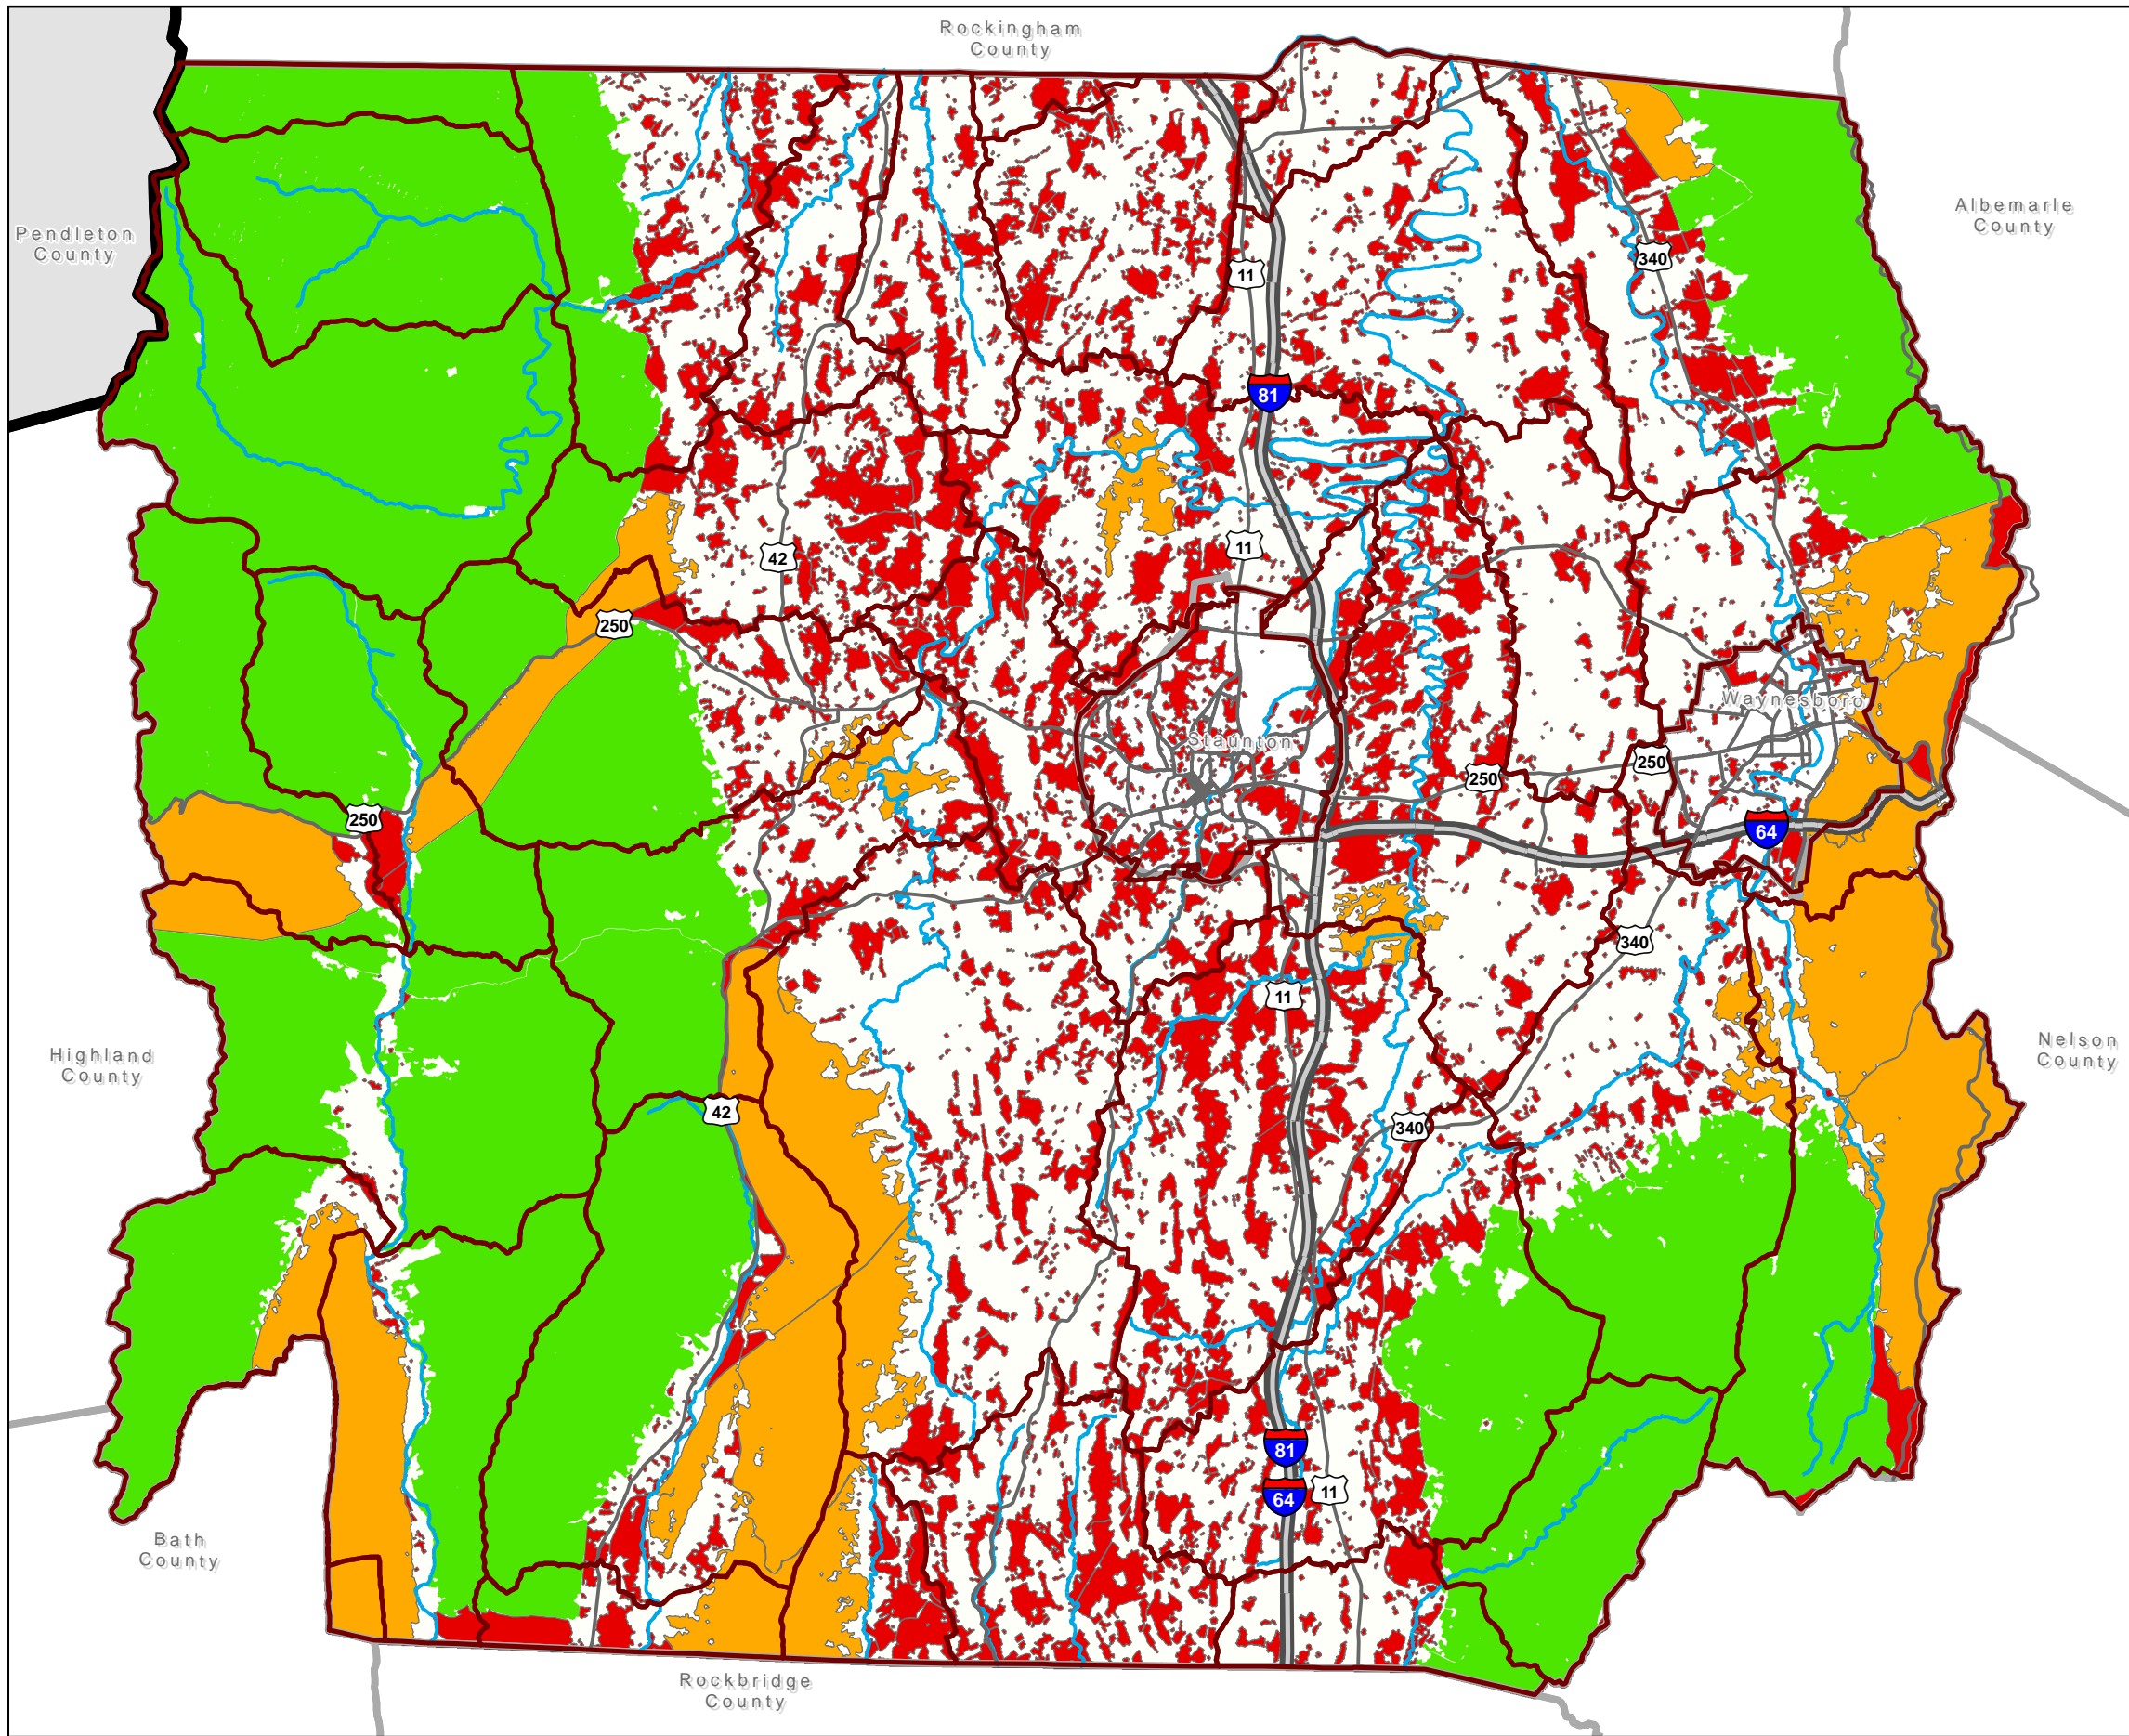 Rockingham
County
Albemarle
County
Pendleton
County
340
11
81
42
11
250
Waynesboro
Staunton
250
250
250
64
340
11
Highland
County
Nelson
County
42
340
81
64
11
Bath
County
Rockbridge
County